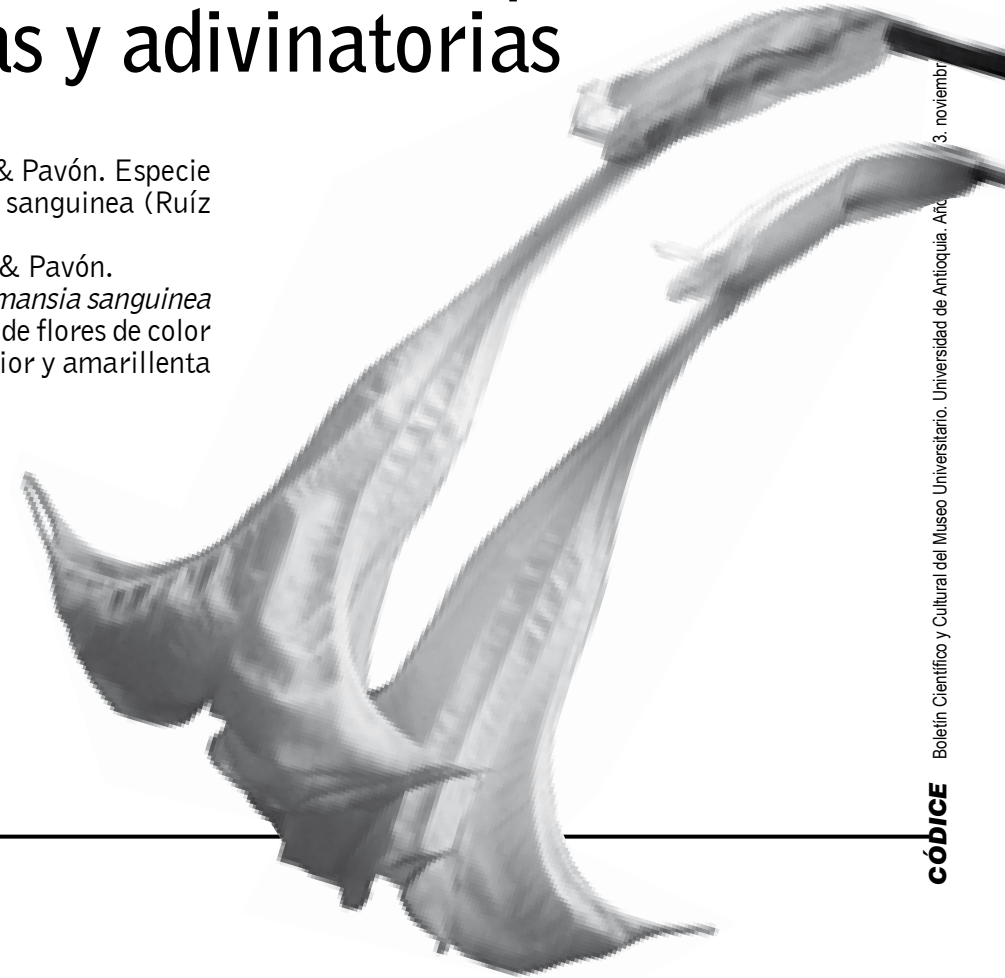 as y adivinatorias
& Pavón. Especie
sanguinea (Ruíz
& Pavón.
mansia sanguinea
de flores de color
ior y amarillenta
CÓDICE Boletín Científico y Cultural del Museo Universitario. Universidad de Antioquia. Año 3. noviembr